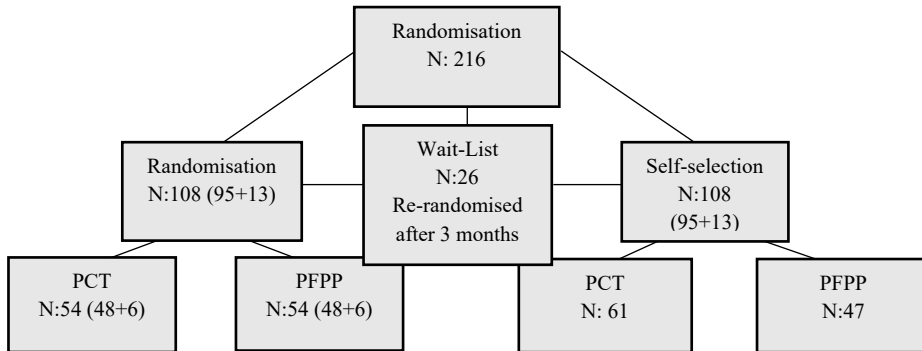 Randomisation
N: 216
Randomisation
N:108 (95+13)
Wait-List
N:26
Re-randomised
after 3 months
Self-selection
N:108
(95+13)
PCT
N:54 (48+6)
PFPP
N:54 (48+6)
PCT
N: 61
PFPP
N:47